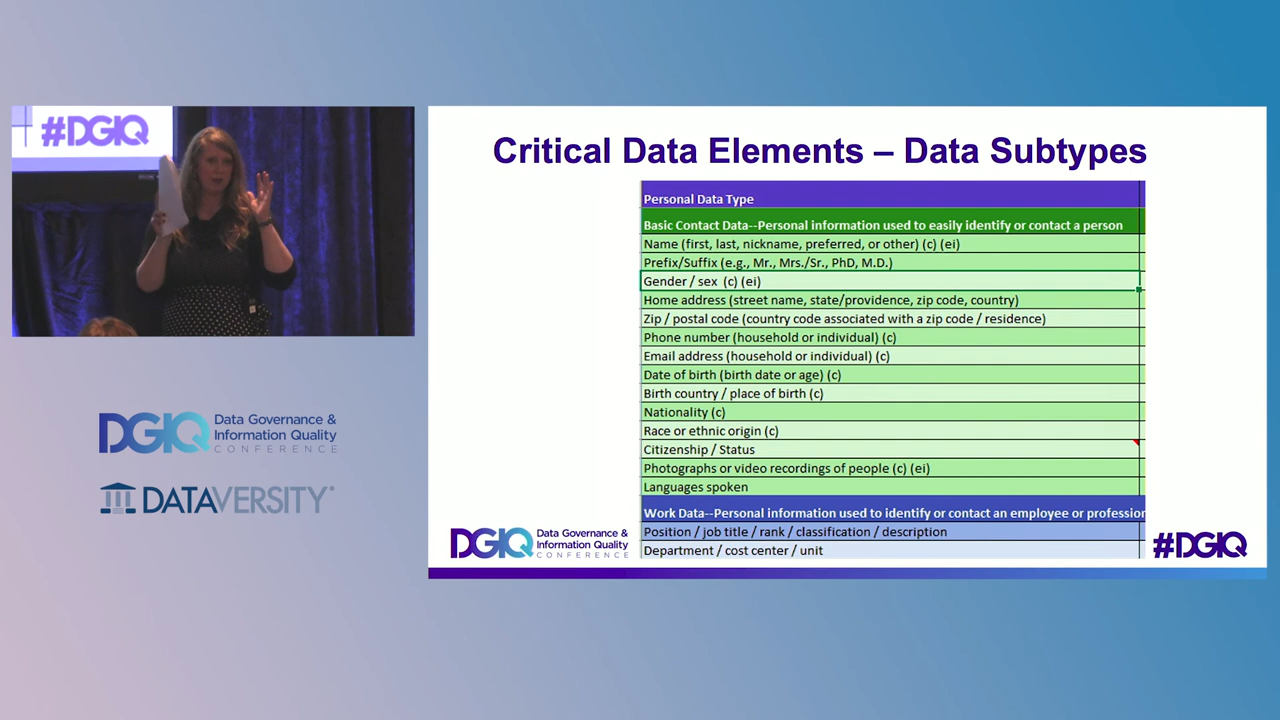 #DGIQ
DGIQ Data Governance &
Information Quality
CONFERENCE
DATAVERSITY
Critical Data Elements – Data Subtypes
Personal Data Type
Basic Contact Data--Personal information used to easily identify or contact a person
Name (first, last, nickname, preferred, or other) (c) (ei)
Prefix/Suffix (e.g., Mr., Mrs./Sr., PhD, M.D.)
Gender / sex (c) (ei)
Home address (street name, state/providence, zip code, country)
Zip / postal code (country code associated with a zip code / residence)
Phone number (household or individual) (c)
Email address (household or individual) (c)
Date of birth (birth date or age) (c)
Birth country / place of birth (c)
Nationality (c)
Race or ethnic origin (c)
Citizenship / Status
Photographs or video recordings of people (c) (ei)
Languages spoken
Work Data--Personal information used to identify or contact an employee or profession
Position / job title / rank / classification / description
Department / cost center / unit
DGIQ Data Governance &
Information Quality
CONFERENCE
#DGIQ